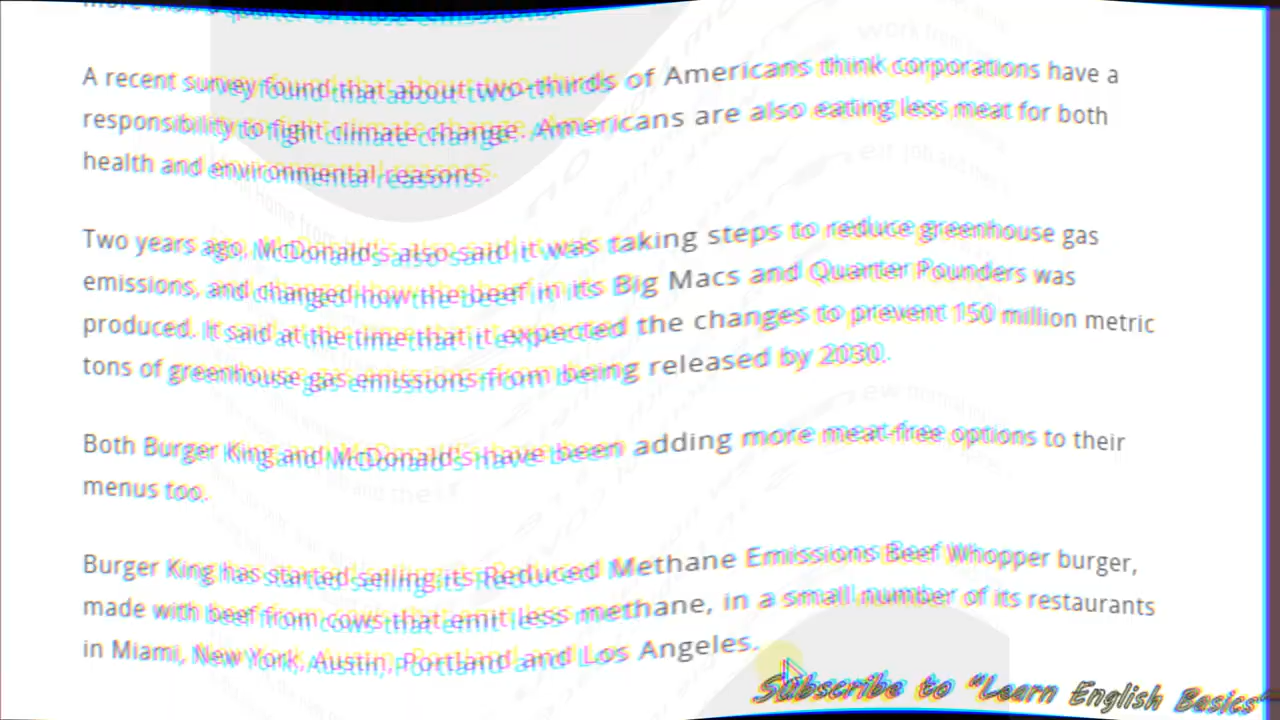 more than a quarter of those emissions.
A recent survey found that about two-thirds of Americans think corporations have a
responsibility to fight climate change. Americans are also eating less meat for both
health and environmental reasons.
Two years ago, McDonald's also said it was taking steps to reduce greenhouse gas
emissions, and changed how the beef in its Big Macs and Quarter Pounders was
produced. It said at the time that it expected the changes to prevent 150 million metric
tons of greenhouse gas emissions from being released by 2030.
Both Burger King and McDonald's have been adding more meat-free options to their
menus too.
Burger King has started selling its Reduced Methane Emissions Beef Whopper burger,
made with beef from cows that emit less methane, in a small number of its restaurants
in Miami, New York, Austin, Portland and Los Angeles.
Subscribe to "Learn English Basics"